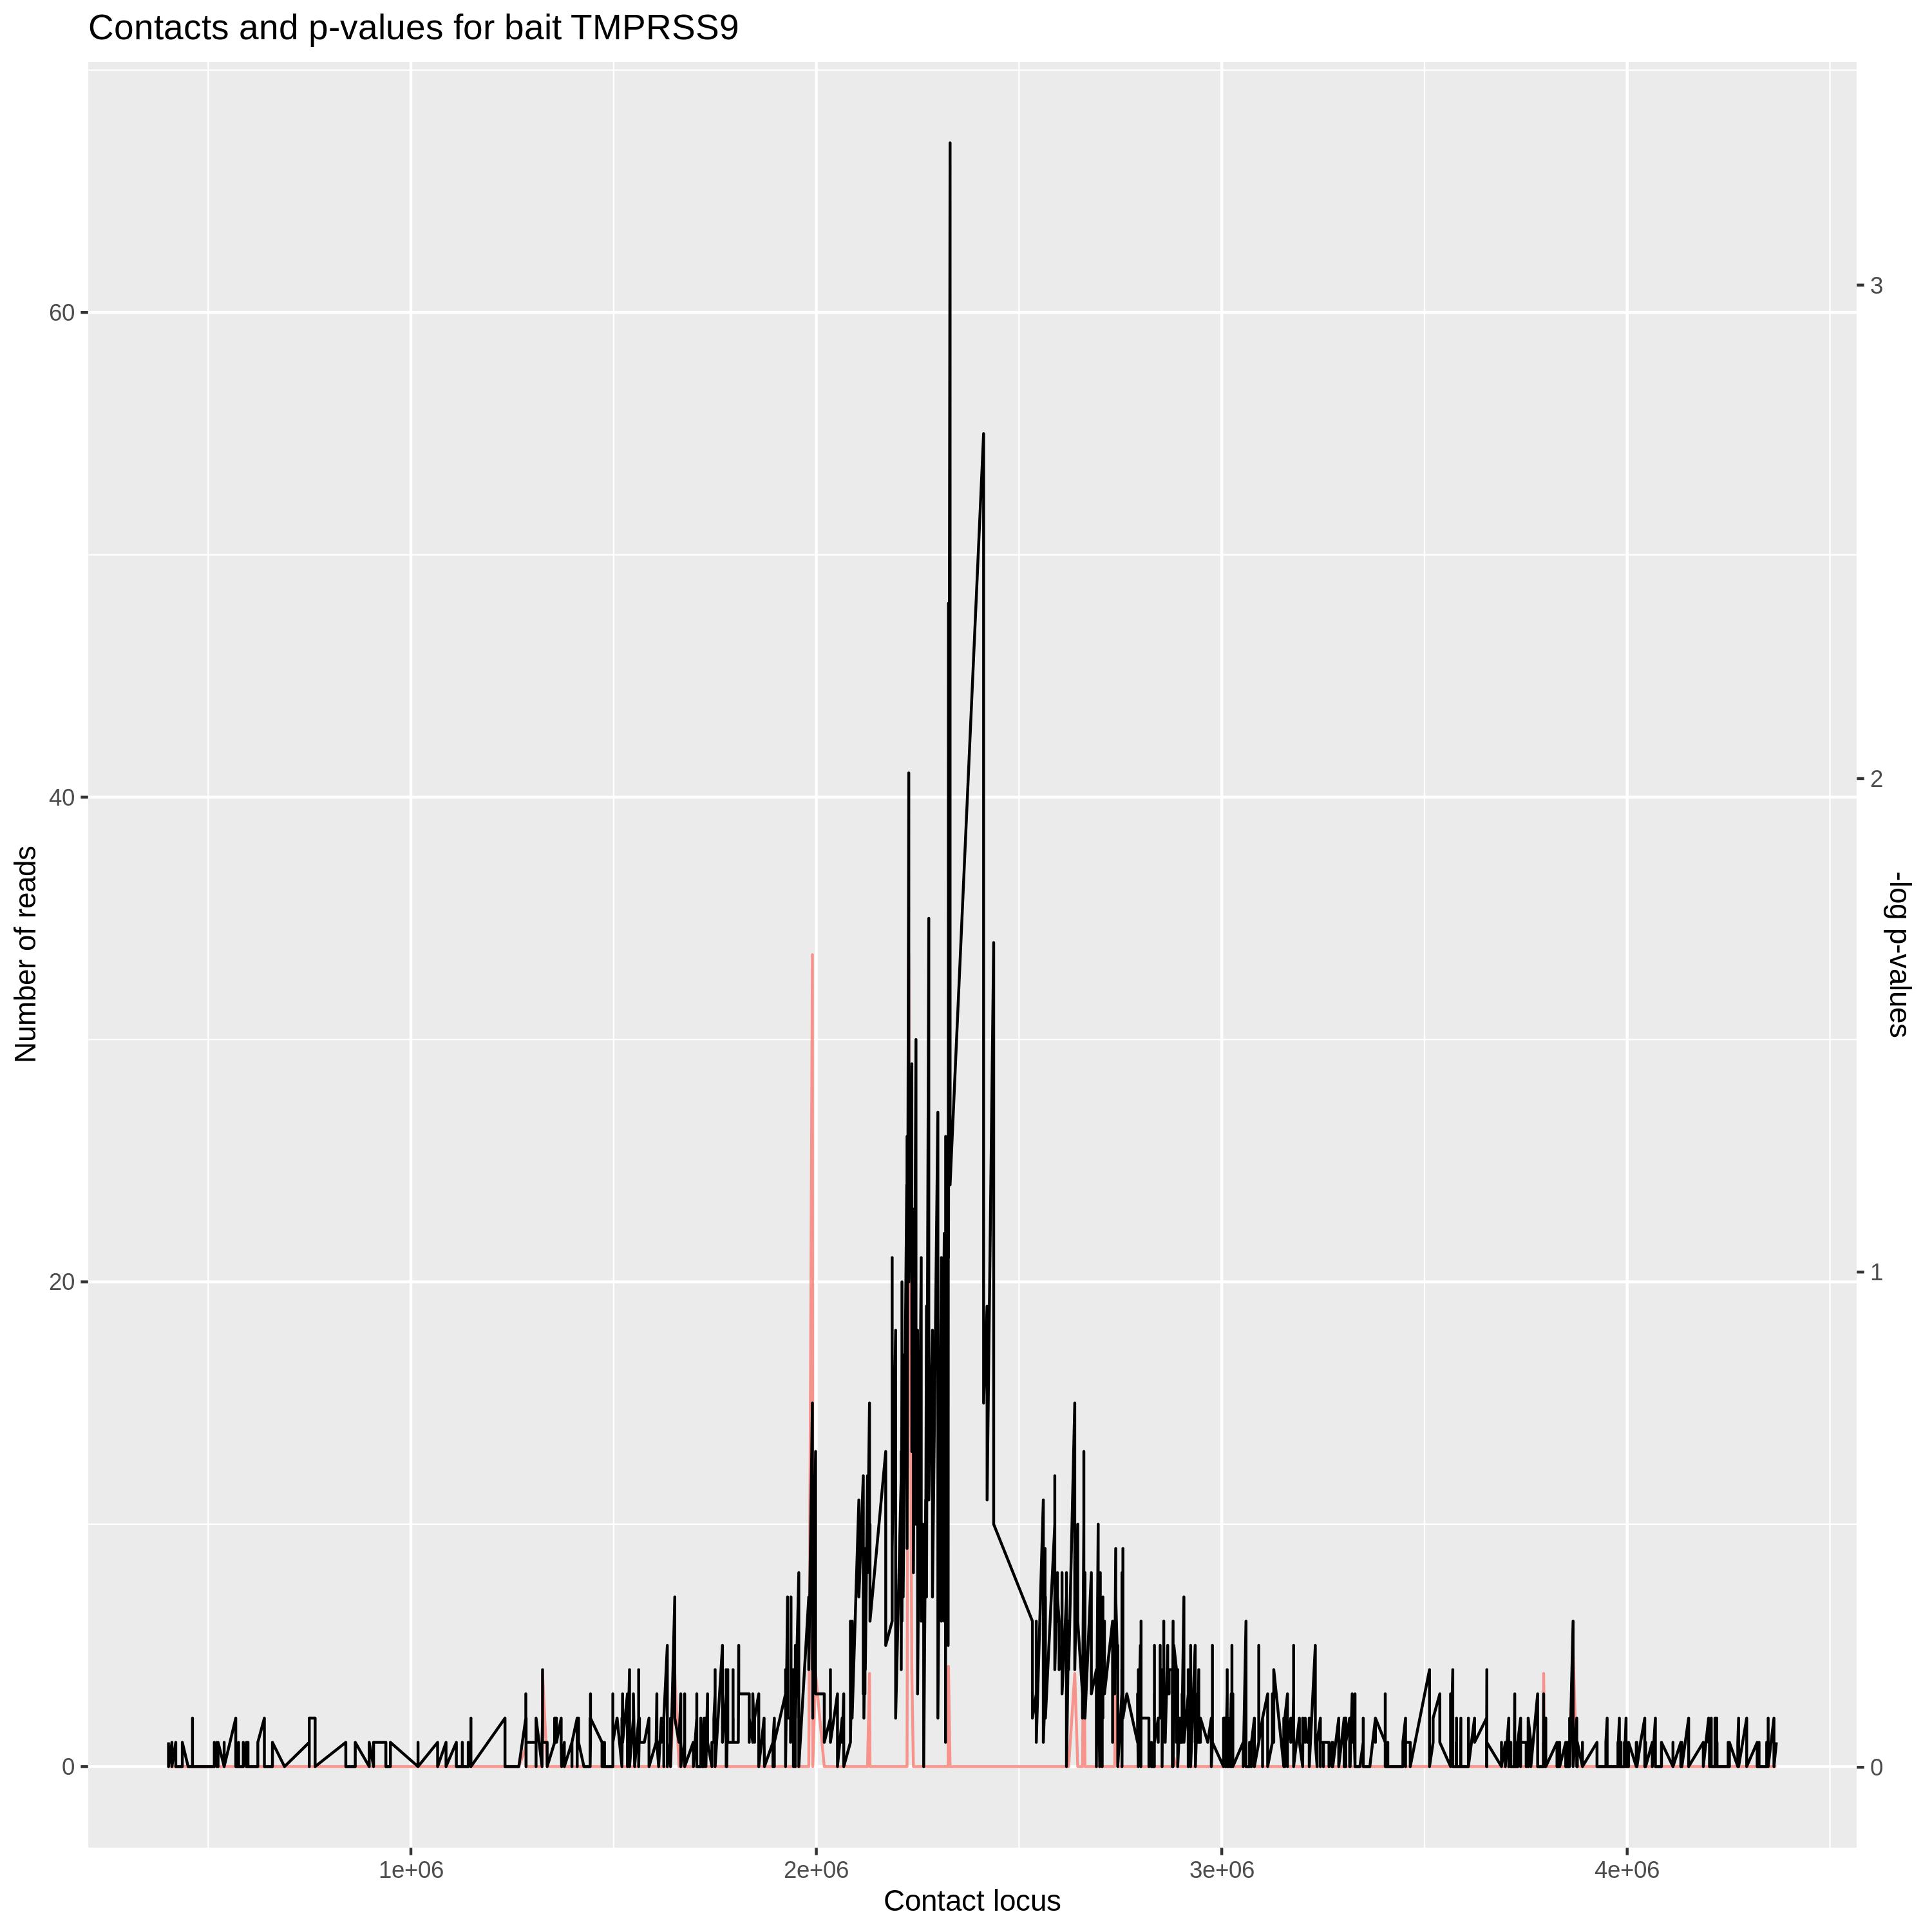 Contacts and p-values for bait TMPRSS9
60
40
20
0
Number of reads
3
2
1
0
-log p-values
1e+06
2e+06
3e+06
4e+06
Contact locus